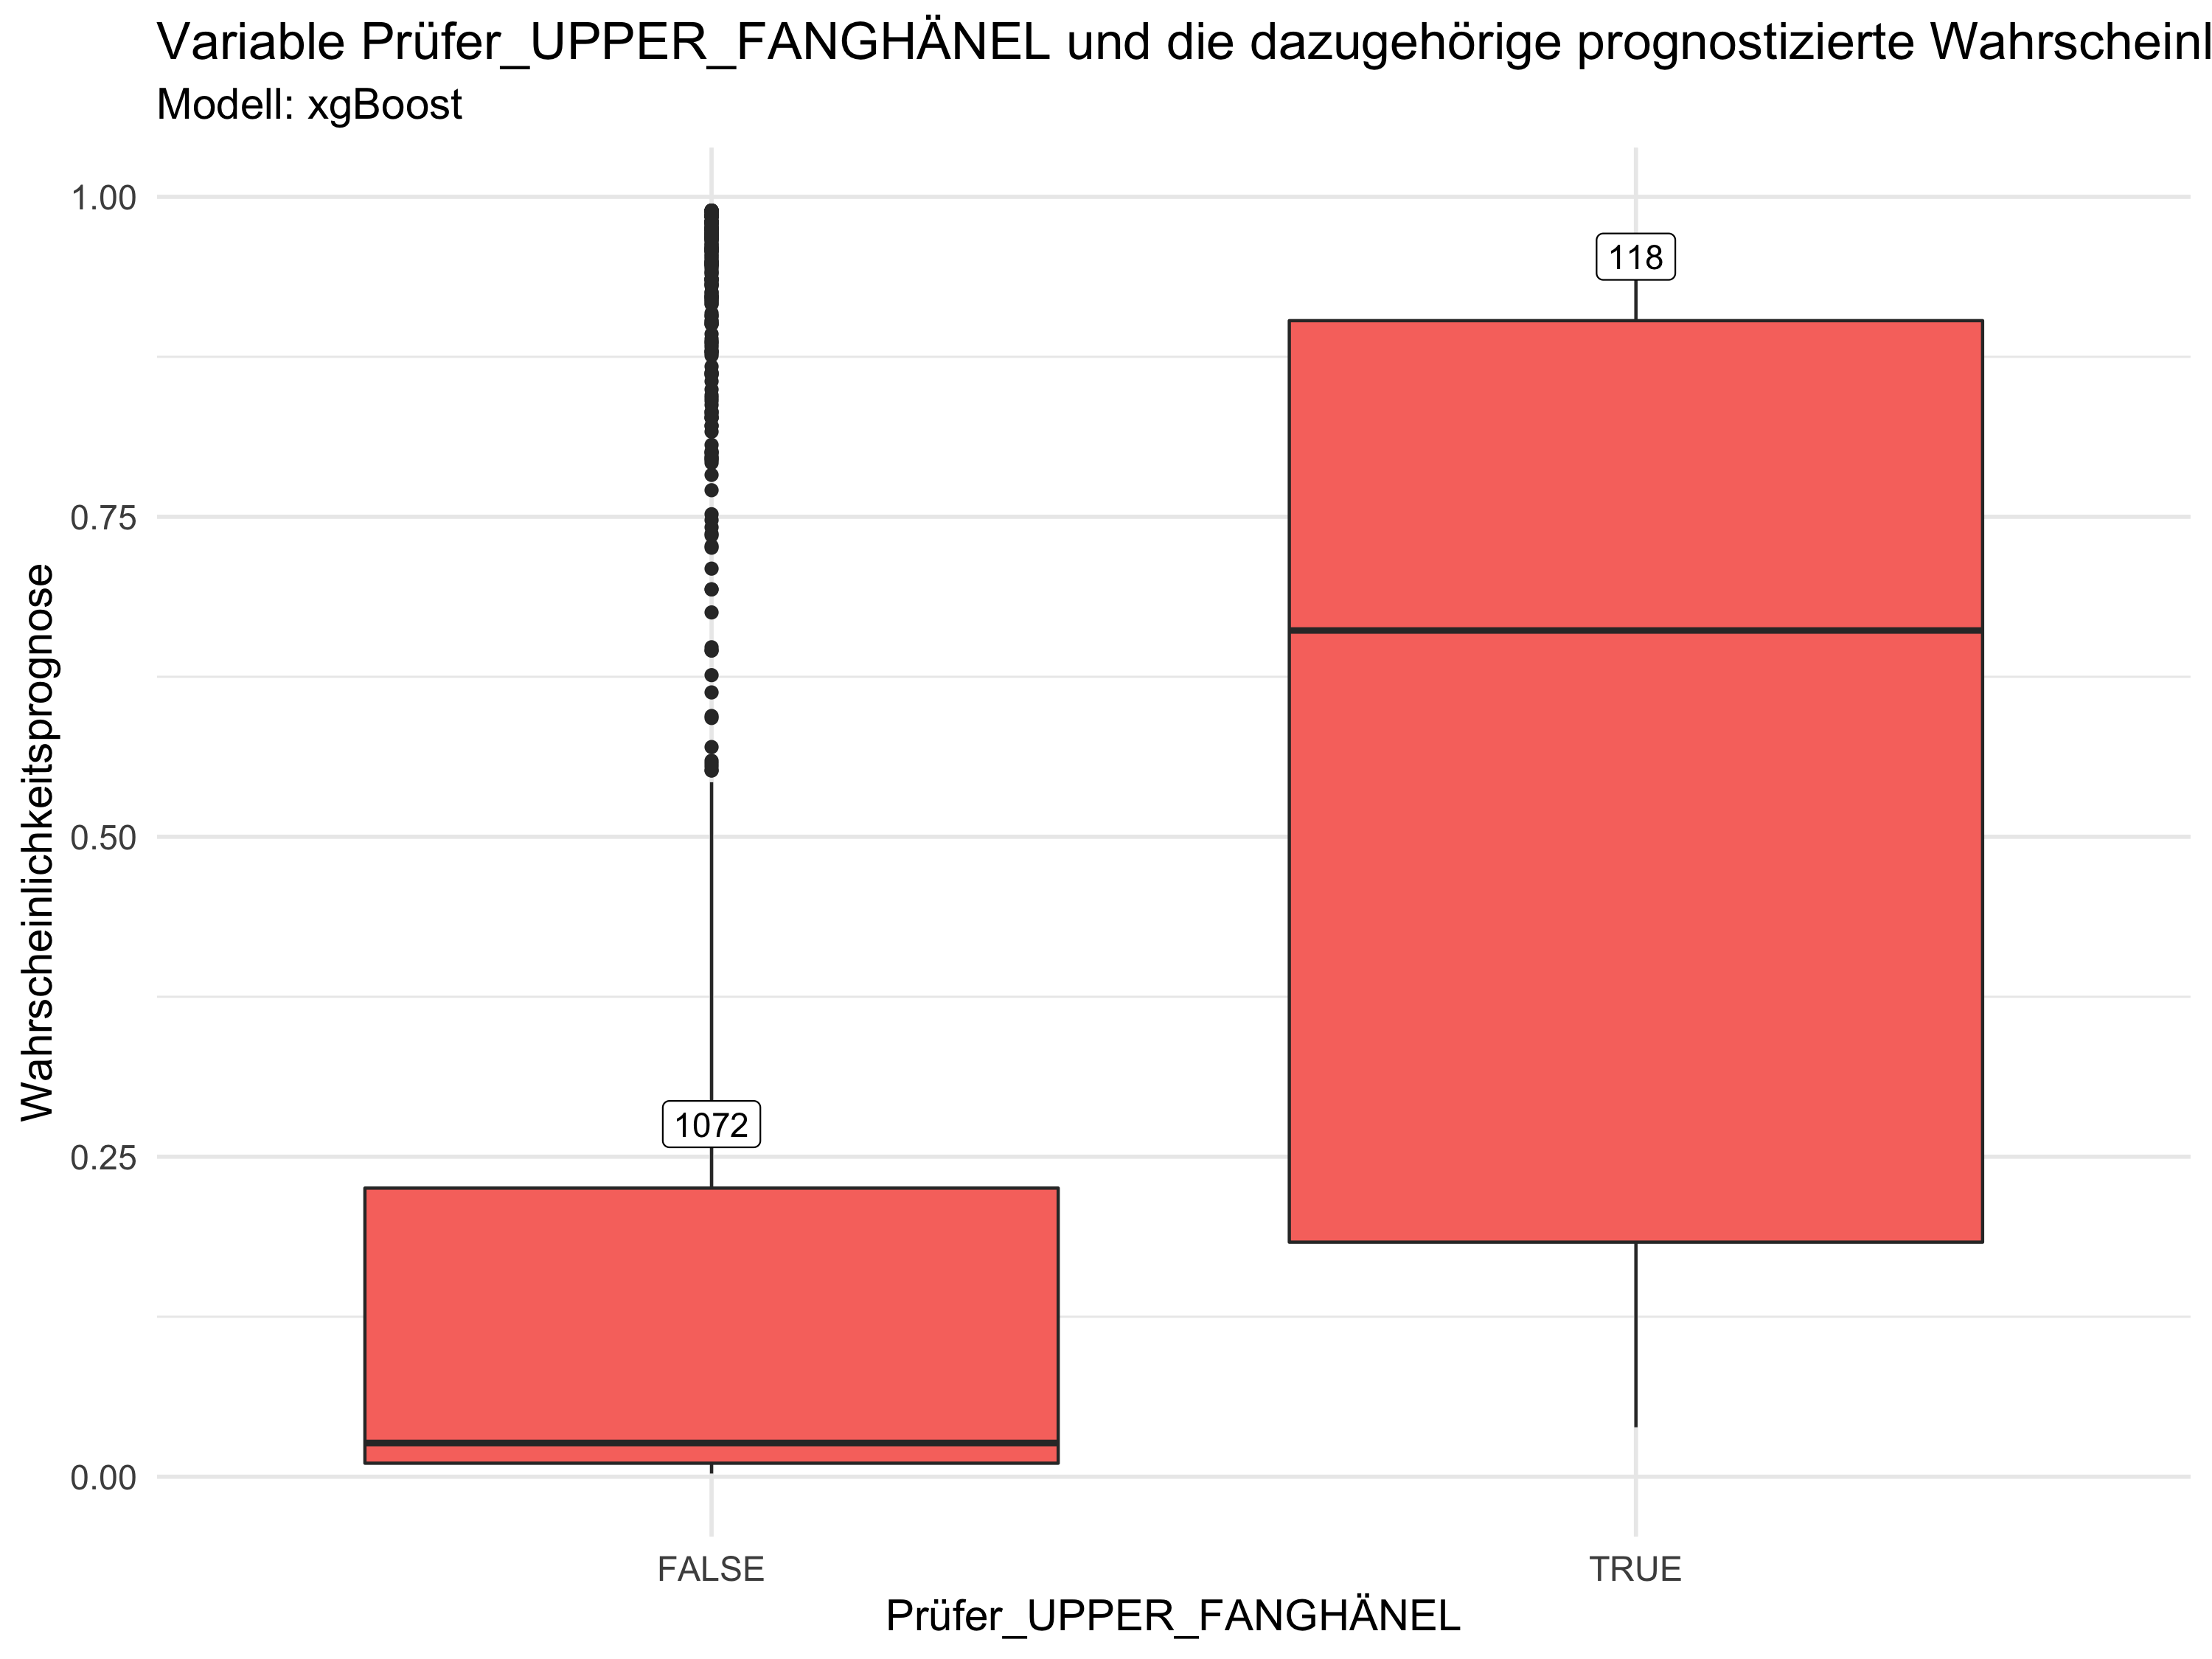 Variable Prüfer_UPPER_FANGHÄNEL und die dazugehörige prognostizierte Wahrscheinl
Modell: xgBoost
1.00
0.75
0.50
0.25
0.00
Wahrscheinlichkeitsprognose
118
1072
FALSE
TRUE
Prüfer_UPPER_FANGHÄNEL